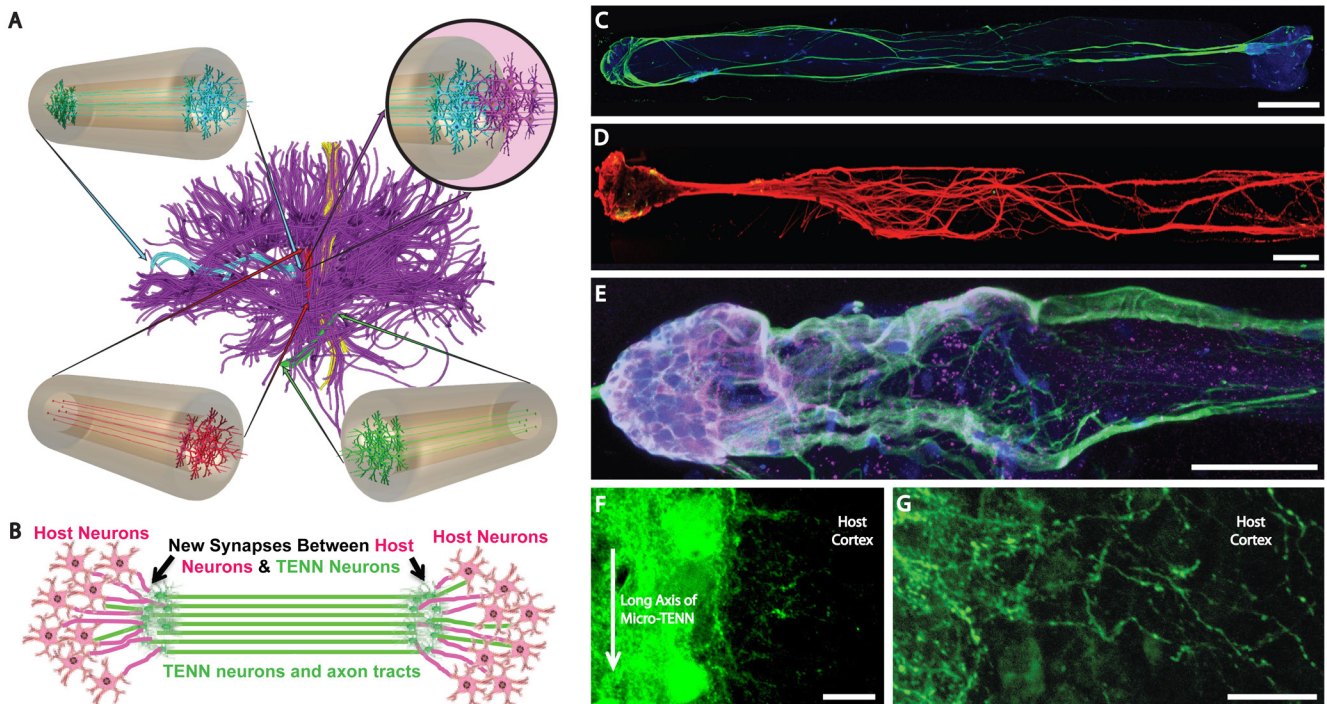 A
B
Host Neurons
New Synapses Between Host
Neurons & TENN Neurons
Host Neurons
TENN neurons and axon tracts
C
D
E
F
Host
Cortex
Long Axis of
Micro-TENN
G
Host
Cortex